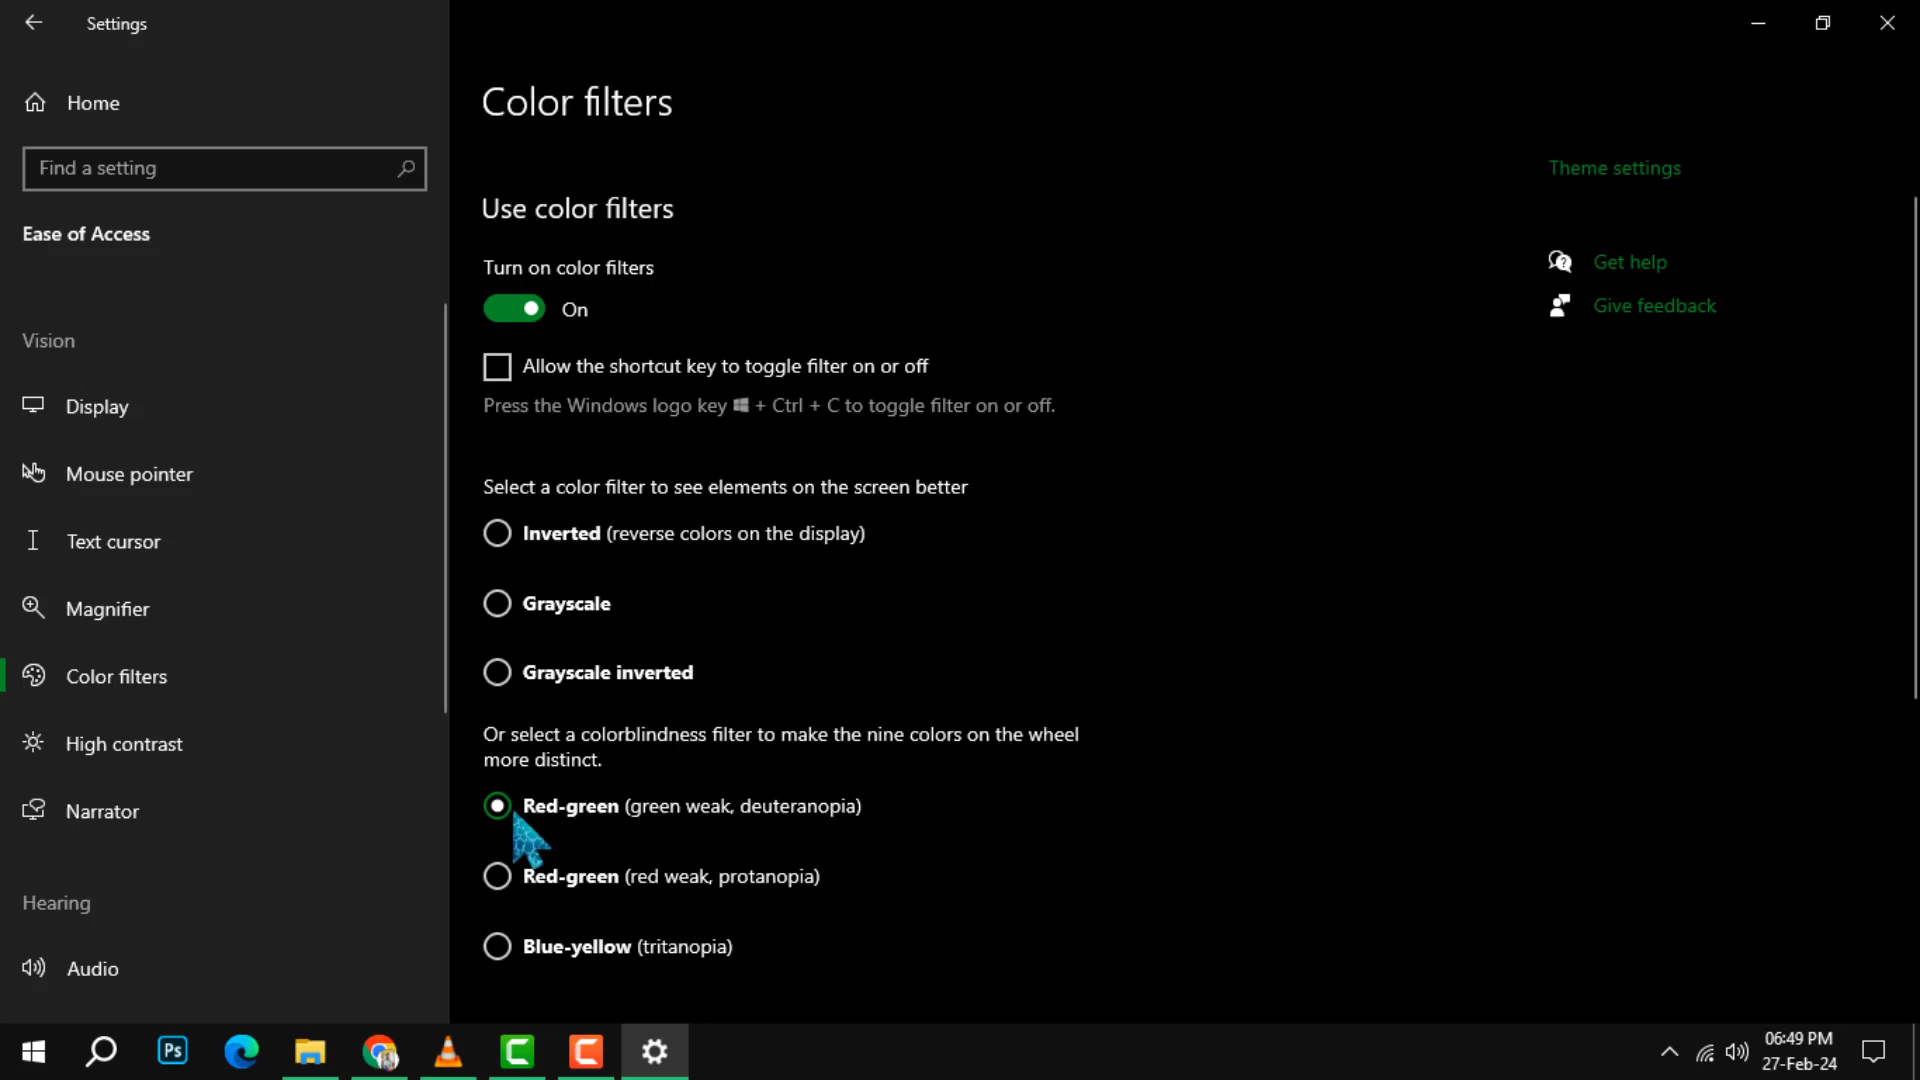 Settings
Home
Find a setting
Ease of Access
Vision
Display
Mouse pointer
Text cursor
Magnifier
Color filters
High contrast
Narrator
Hearing
Audio
Color filters
Use color filters
Turn on color filters
On
Allow the shortcut key to toggle filter on or off
Press the Windows logo key + Ctrl + C to toggle filter on or off.
Select a color filter to see elements on the screen better
Inverted (reverse colors on the display)
Grayscale
Grayscale inverted
Or select a colorblindness filter to make the nine colors on the wheel
more distinct.
Red-green (green weak, deuteranopia)
Red-green (red weak, protanopia)
Blue-yellow (tritanopia)
Theme settings
Get help
Give feedback
Ps
06:49 PM
27-Feb-24